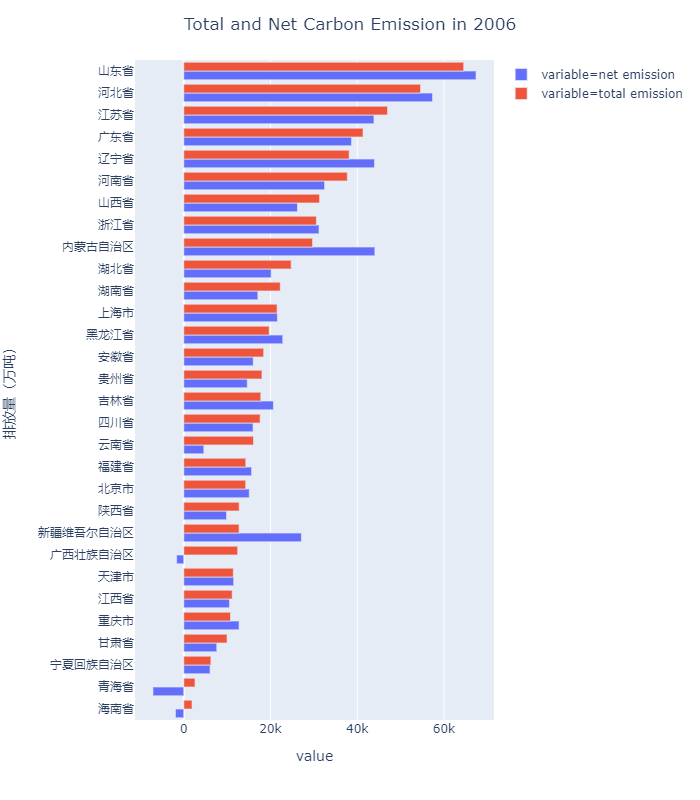 Total and Net Carbon Emission in 2006
variable=net emission
variable=total emission
排放量（万吨）
山东省
河北省
江苏省
广东省
辽宁省
河南省
山西省
浙江省
内蒙古自治区
湖北省
湖南省
上海市
黑龙江省
安徽省
贵州省
吉林省
四川省
云南省
福建省
北京市
陕西省
新疆维吾尔自治区
广西壮族自治区
天津市
江西省
重庆市
甘肃省
宁夏回族自治区
青海省
海南省
0 20k 40k 60k
value